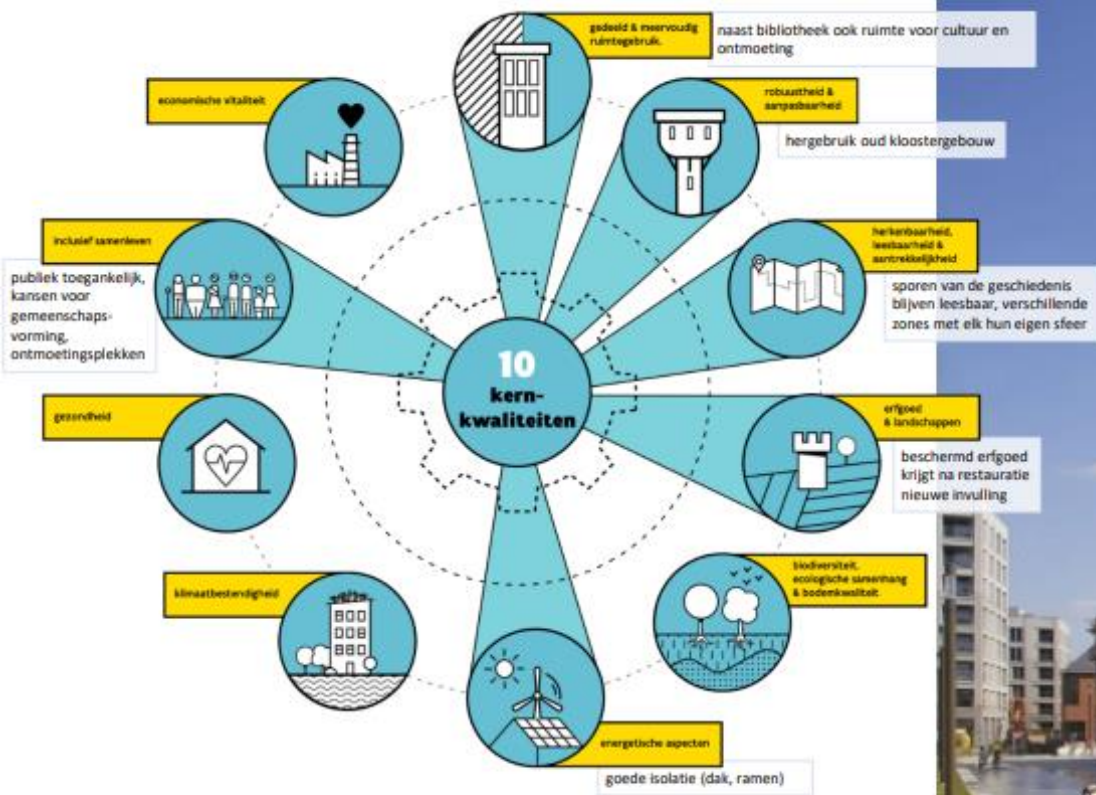 gedeeld & meervoudig
ruimtegebruik.
naast bibliotheek ook ruimte voor cultuur en
ontmoeting
economische vitaliteit
robuustheid &
aanpasbaarheid
hergebruik oud kloostergebouw
inclusief samenleven
publiek toegankelijk,
kansen voor
gemeenschaps-
vorming,
ontmoetingsplekken
herkenbaarheid,
leesbaarheid &
aantrekkelijkheid
sporen van de geschiedenis
blijven leesbaar, verschillende
zones met elk hun eigen sfeer
10
kern-
kwaliteiten
gezondheid
erfgoed
& landschappen
beschermd erfgoed
krijgt na restauratie
nieuwe invulling
klimaatbestendigheid
biodiversiteit,
ecologische samenhang
& bodemkwaliteit
energetische aspecten
goede isolatie (dak, ramen)